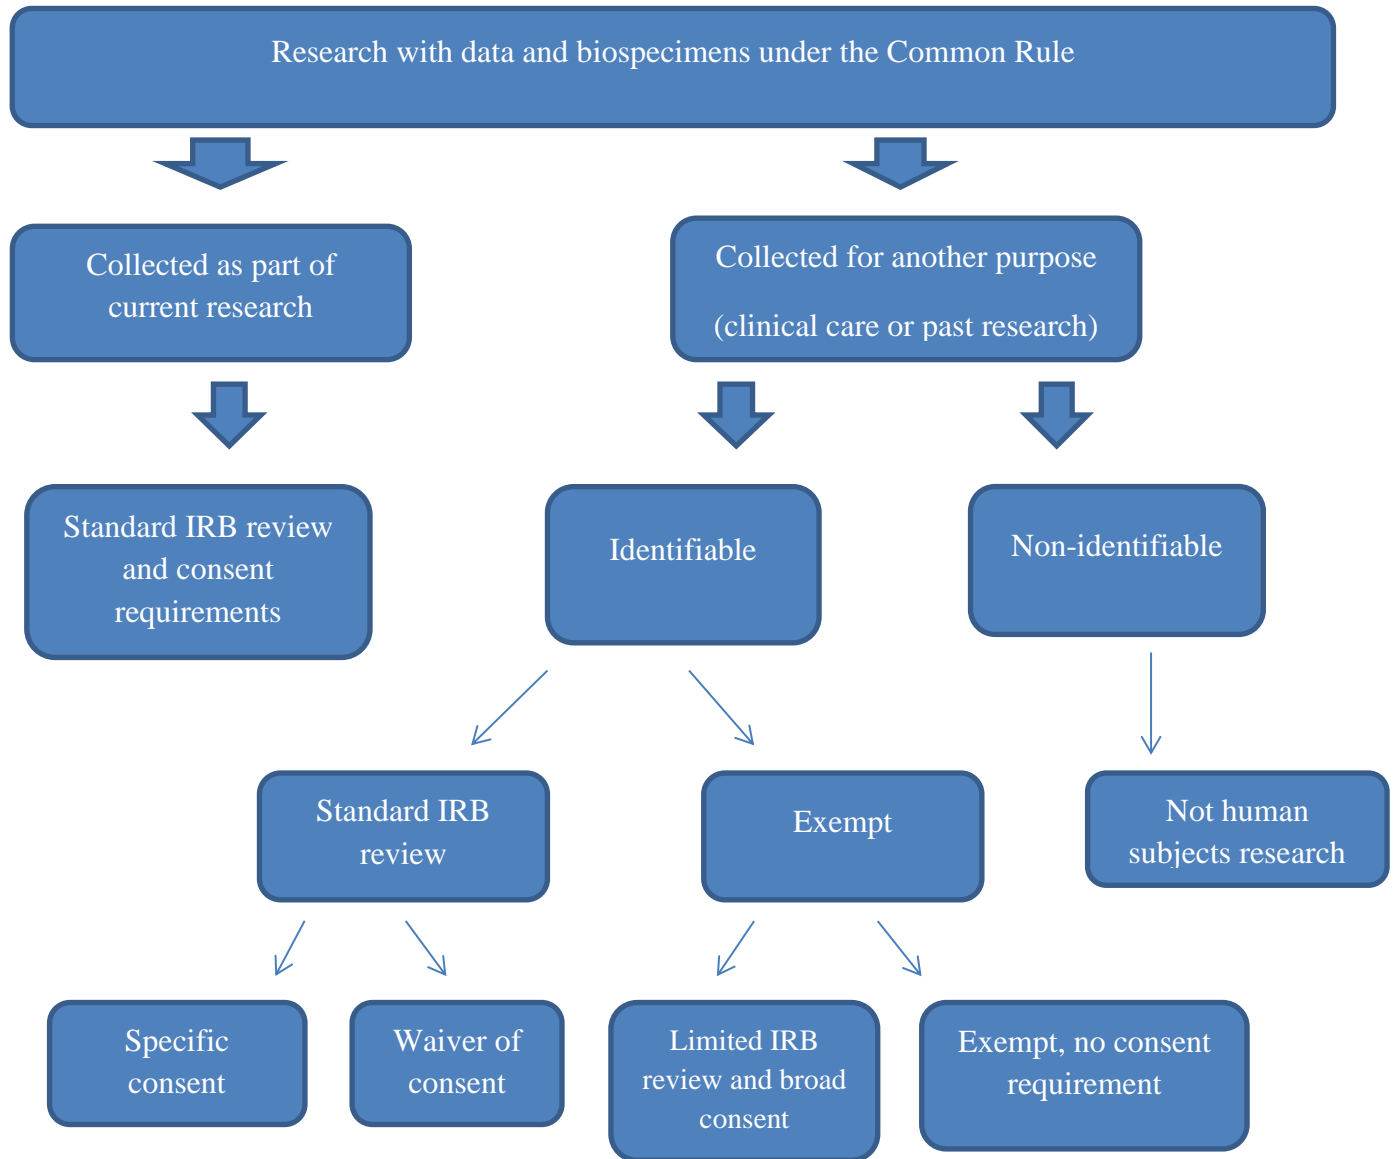 Research with data and biospecimens under the Common Rule
Collected as part of
current research
Collected for another purpose
(clinical care or past research)
Standard IRB review
and consent
requirements
Identifiable
Non-identifiable
Standard IRB
review
Exempt
Not human
subjects research
Specific
consent
Waiver of
consent
Limited IRB
review and broad
consent
Exempt, no consent
requirement